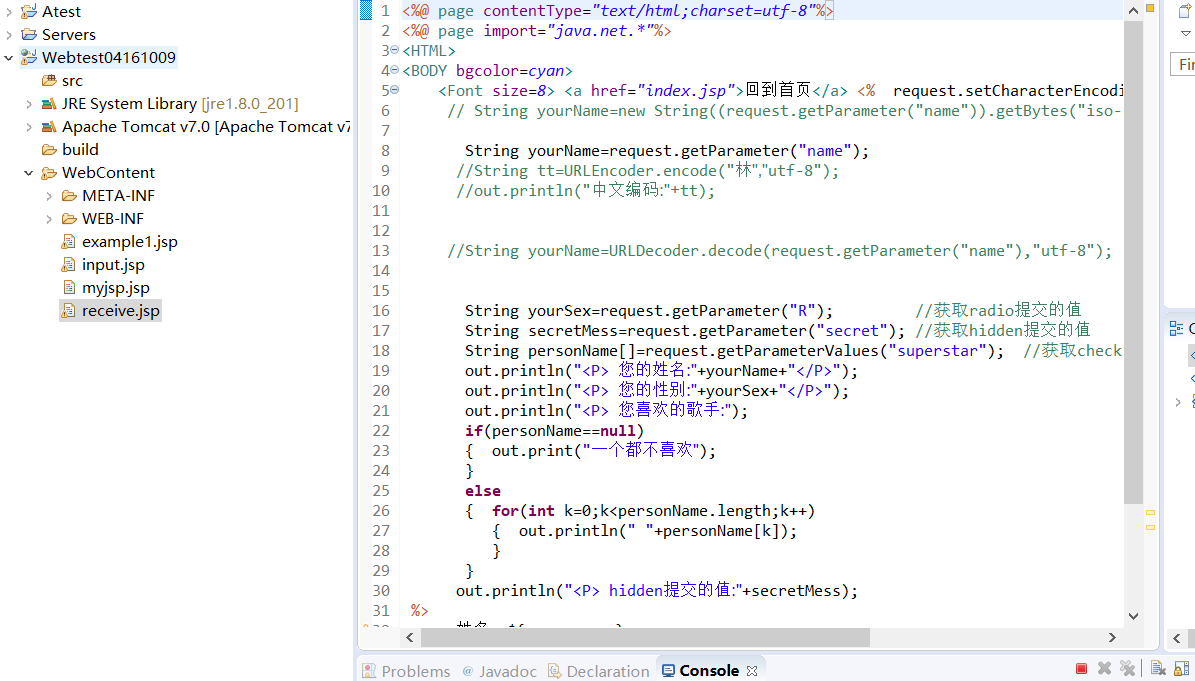 Atest
Servers
Webtest04161009
src
JRE System Library [jre1.8.0_201]
Apache Tomcat v7.0 [Apache Tomcat v7
build
WebContent
META-INF
WEB-INF
example1.jsp
input.jsp
myjsp.jsp
receive.jsp
1 <%@ page contentType="text/html;charset=utf-8"%>
2 <%@ page import="java.net.*"%>
3 <HTML>
4 <BODY bgcolor=cyan>
5 <Font size=8> <a href="index.jsp">回到首页</a> <% request.setCharacterEncodi
6 // String yourName=new String((request.getParameter("name")).getBytes("iso-
7
8 String yourName=request.getParameter("name");
9 //String tt=URLEncoder.encode("林","utf-8");
10 //out.println("中文编码:"+tt);
11
12
13 //String yourName=URLDecoder.decode(request.getParameter("name"),"utf-8");
14
15
16 String yourSex=request.getParameter("R"); //获取radio提交的值
17 String secretMess=request.getParameter("secret"); //获取hidden提交的值
18 String personName[]=request.getParameterValues("superstar"); //获取check
19 out.println("<P> 您的姓名:"+yourName+"</P>");
20 out.println("<P> 您的性别:"+yourSex+"</P>");
21 out.println("<P> 您喜欢的歌手:");
22 if(personName==null)
23 { out.print("一个都不喜欢");
24 }
25 else
26 { for(int k=0;k<personName.length;k++)
27 { out.println(" "+personName[k]);
28 }
29 }
30 out.println("<P> hidden提交的值:"+secretMess);
31 %>
Fir
Problems
@ Javadoc
Declaration
Console